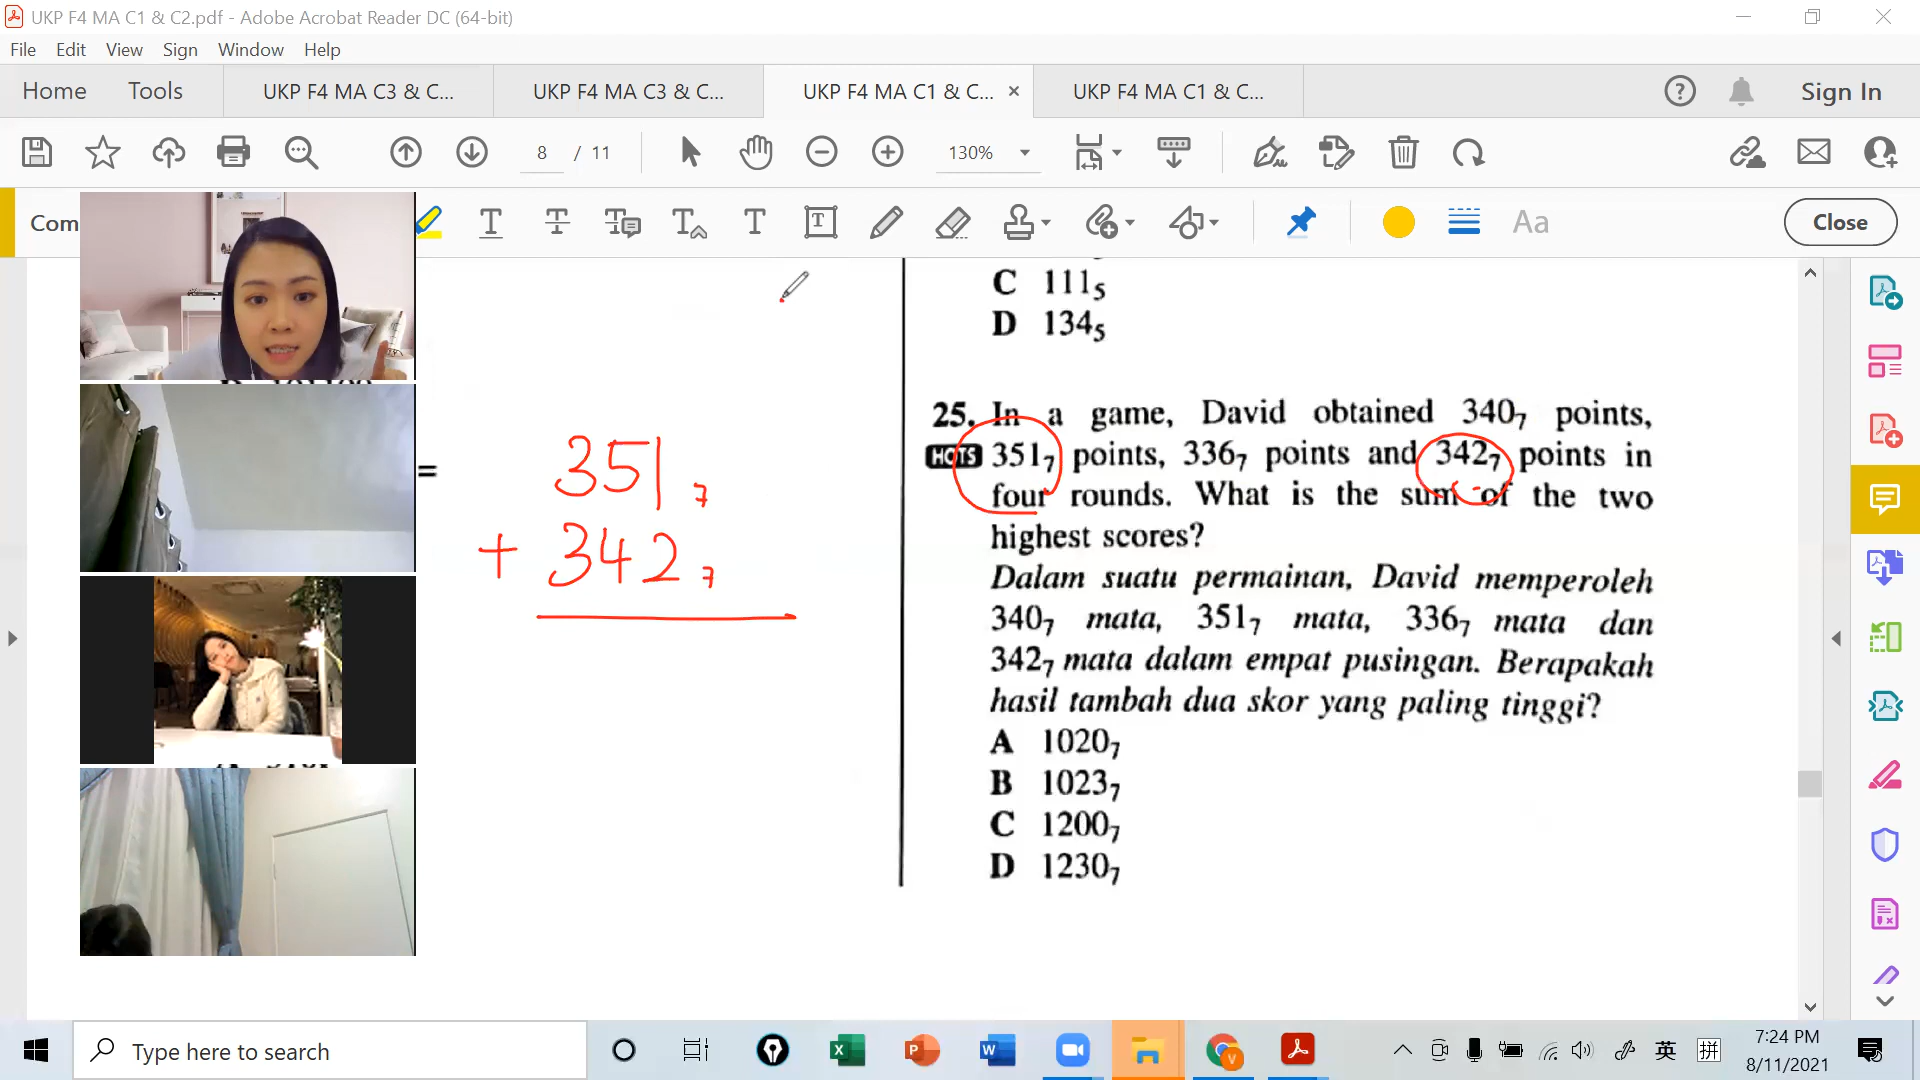 UKP F4 MA C1 & C2.pdf - Adobe Acrobat Reader DC (64-bit)
File Edit View Sign Window Help
Home Tools UKP F4 MA C3 & C... UKP F4 MA C3 & C... UKP F4 MA C1 & C... × UKP F4 MA C1 & C... Sign In
8 / 11 130%
Com Aa Close
C 111₅
D 134₅
25. In a game, David obtained 340₇ points,
HOTS 351₇ points, 336₇ points and 342₇ points in
four rounds. What is the sum of the two
highest scores?
Dalam suatu permainan, David memperoleh
340₇ mata, 351₇ mata, 336₇ mata dan
342₇ mata dalam empat pusingan. Berapakah
hasil tambah dua skor yang paling tinggi?
A 1020₇
B 1023₇
C 1200₇
D 1230₇
=
351₇
+ 342₇
Type here to search
英 拼
7:24 PM
8/11/2021